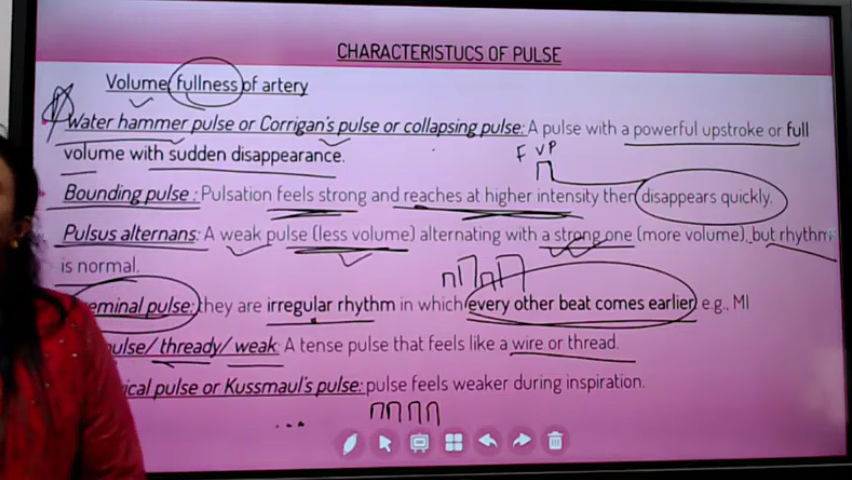 CHARACTERISTUCS OF PULSE
Volume fullness of artery
Water hammer pulse or Corrigan's pulse or collapsing pulse: A pulse with a powerful upstroke or full
volume with sudden disappearance.
F V P
Bounding pulse : Pulsation feels strong and reaches at higher intensity then disappears quickly.
Pulsus alternans: A weak pulse (less volume) alternating with a strong one (more volume), but rhythm
is normal.
eminal pulse: they are irregular rhythm in which every other beat comes earlier e.g., MI
ulse/ thready/ weak: A tense pulse that feels like a wire or thread.
ical pulse or Kussmaul's pulse: pulse feels weaker during inspiration.